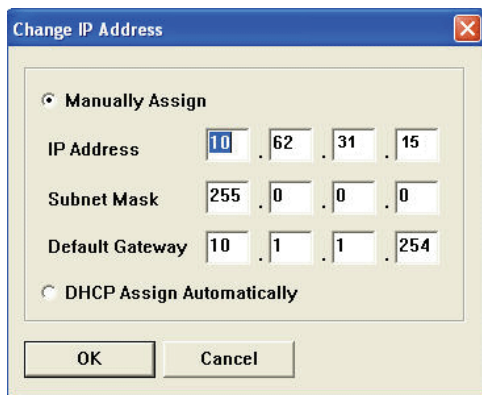 Change IP Address
Manually Assign
IP Address 10 . 62 . 31 . 15
Subnet Mask 255 . 0 . 0 . 0
Default Gateway 10 . 1 . 1 . 254
DHCP Assign Automatically
OK Cancel